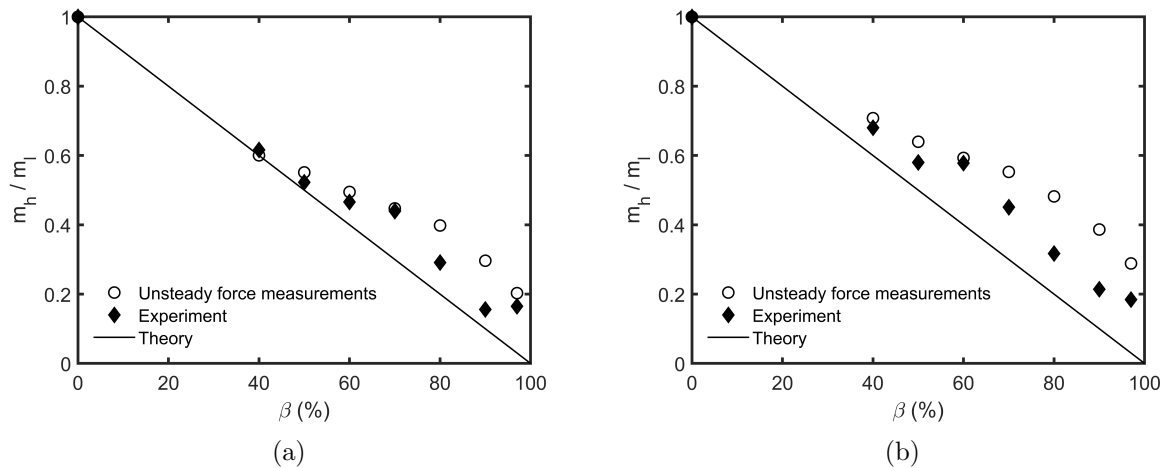 1
0.8
0.6
0.4
0.2
0
m_h / m_l
0 20 40 60 80 100
β (%)
Unsteady force measurements
Experiment
Theory
(a)
1
0.8
0.6
0.4
0.2
0
m_h / m_l
0 20 40 60 80 100
β (%)
Unsteady force measurements
Experiment
Theory
(b)